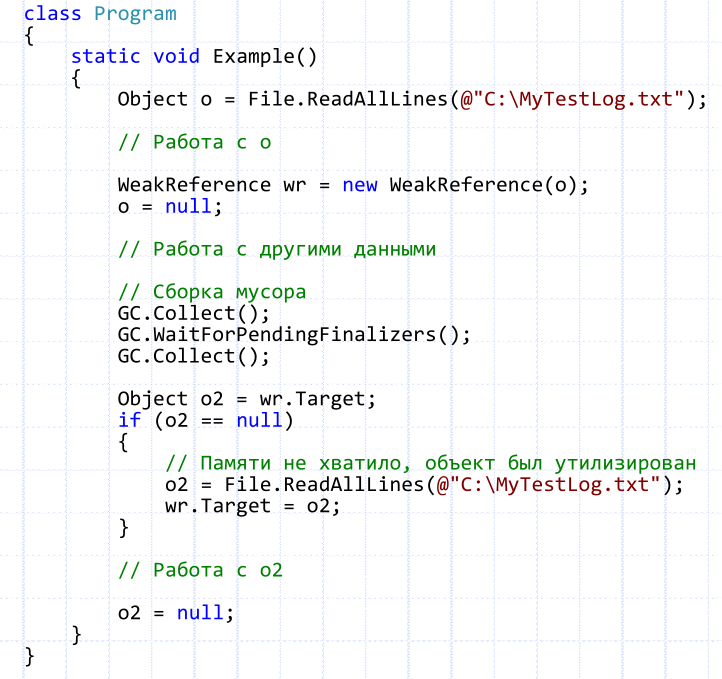 class Program
{
static void Example()
{
Object o = File.ReadAllLines(@"C:\MyTestLog.txt");
// Работа с o
WeakReference wr = new WeakReference(o);
o = null;
// Работа с другими данными
// Сборка мусора
GC.Collect();
GC.WaitForPendingFinalizers();
GC.Collect();
Object o2 = wr.Target;
if (o2 == null)
{
// Памяти не хватило, объект был утилизирован
o2 = File.ReadAllLines(@"C:\MyTestLog.txt");
wr.Target = o2;
}
// Работа с o2
o2 = null;
}
}